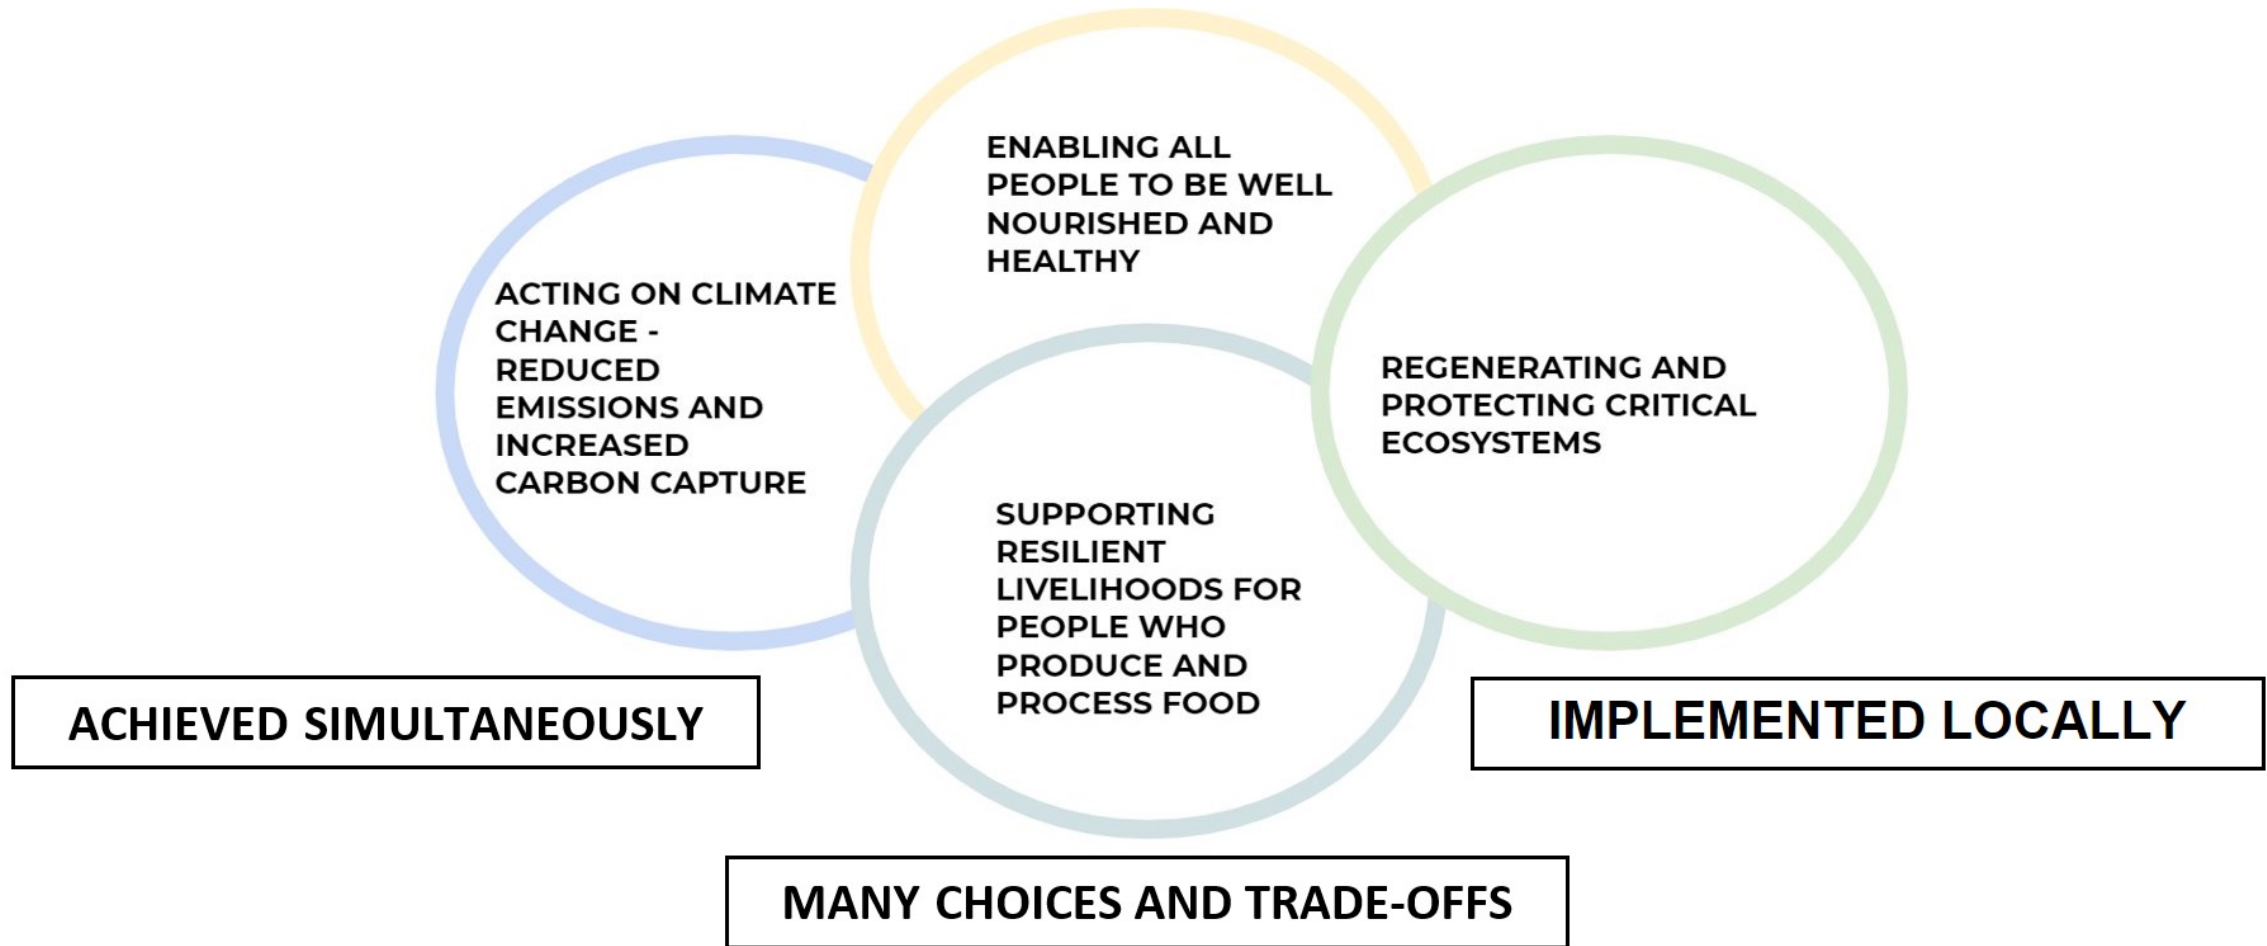 ENABLING ALL
PEOPLE TO BE WELL
NOURISHED AND
HEALTHY
ACTING ON CLIMATE
CHANGE -
REDUCED
EMISSIONS AND
INCREASED
CARBON CAPTURE
REGENERATING AND
PROTECTING CRITICAL
ECOSYSTEMS
SUPPORTING
RESILIENT
LIVELIHOODS FOR
PEOPLE WHO
PRODUCE AND
PROCESS FOOD
ACHIEVED SIMULTANEOUSLY
IMPLEMENTED LOCALLY
MANY CHOICES AND TRADE-OFFS